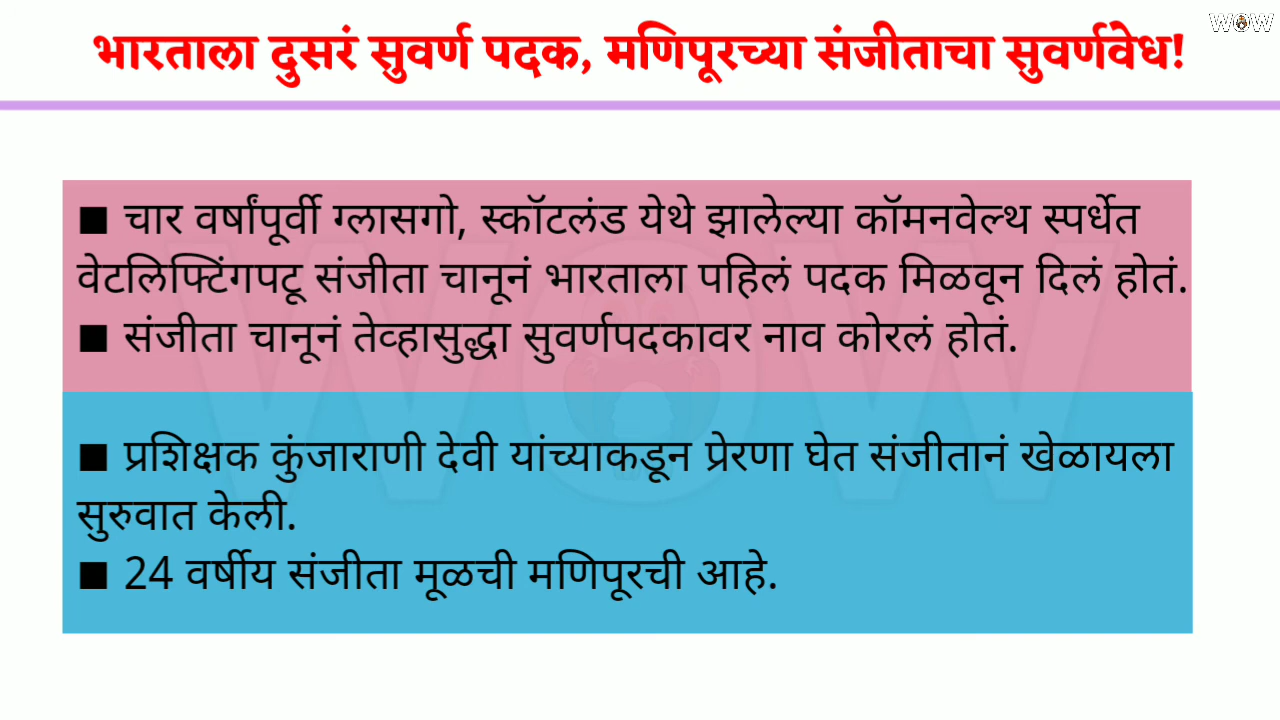 WOW
भारताला दुसरं सुवर्ण पदक, मणिपूरच्या संजीताचा सुवर्णवेध!
■ चार वर्षांपूर्वी ग्लासगो, स्कॉटलंड येथे झालेल्या कॉमनवेल्थ स्पर्धेत
वेटलिफ्टिंगपटू संजीता चानूनं भारताला पहिलं पदक मिळवून दिलं होतं.
■ संजीता चानूनं तेव्हासुद्धा सुवर्णपदकावर नाव कोरलं होतं.
■ प्रशिक्षक कुंजाराणी देवी यांच्याकडून प्रेरणा घेत संजीतानं खेळायला
सुरुवात केली.
■ 24 वर्षीय संजीता मूळची मणिपूरची आहे.
WOW